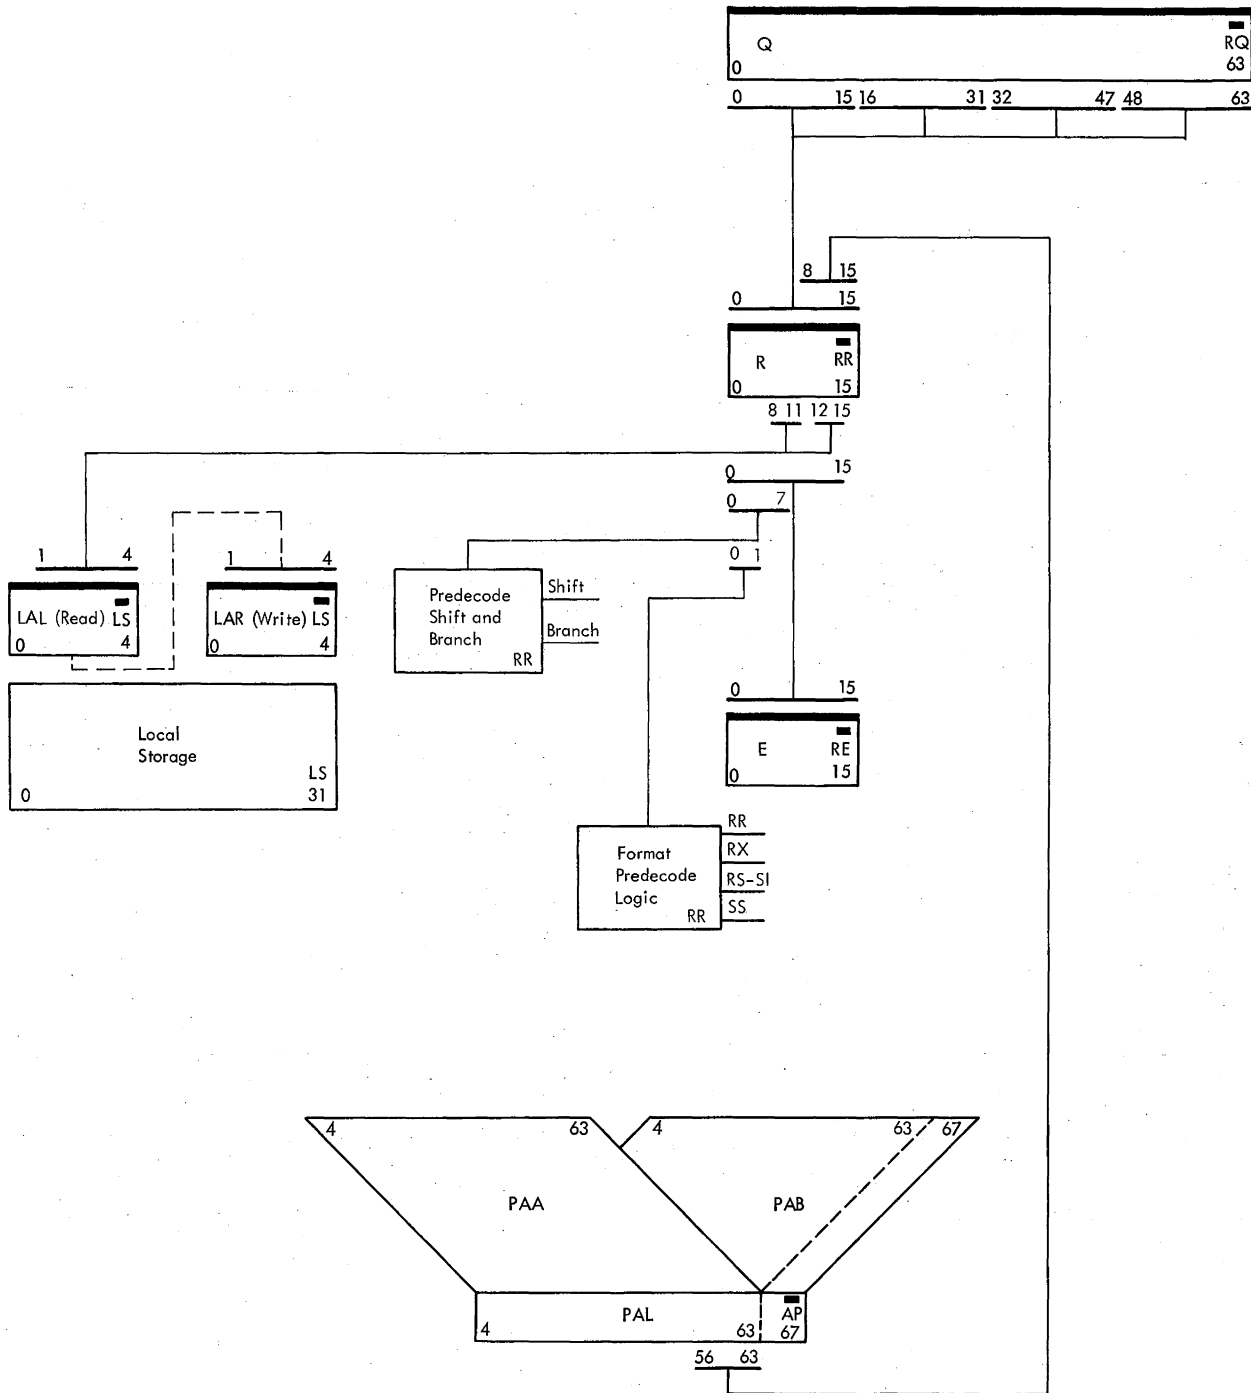 Q RQ
0 63
0 15 16 31 32 47 48 63
8 15
0 15
R RR
0 15
8 11 12 15
0 15
0 7
1 4
1 4
0 1
LAL (Read) LS
0 4
LAR (Write) LS
0 4
Predecode
Shift and
Branch
RR
Shift
Branch
Local
Storage
LS
0 31
0 15
E RE
0 15
Format
Predecode
Logic
RR
RR
RX
RS-SI
SS
4 63
4 63 67
PAA
PAB
PAL AP
4 63 67
56 63